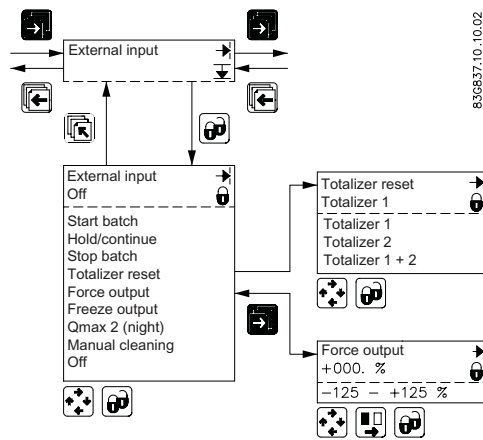 83G837.10.10.02
External input
External input
Off
Start batch
Hold/continue
Stop batch
Totalizer reset
Force output
Freeze output
Qmax 2 (night)
Manual cleaning
Off
Totalizer reset
Totalizer 1
Totalizer 1
Totalizer 2
Totalizer 1 + 2
Force output
+000. %
−125 − +125 %